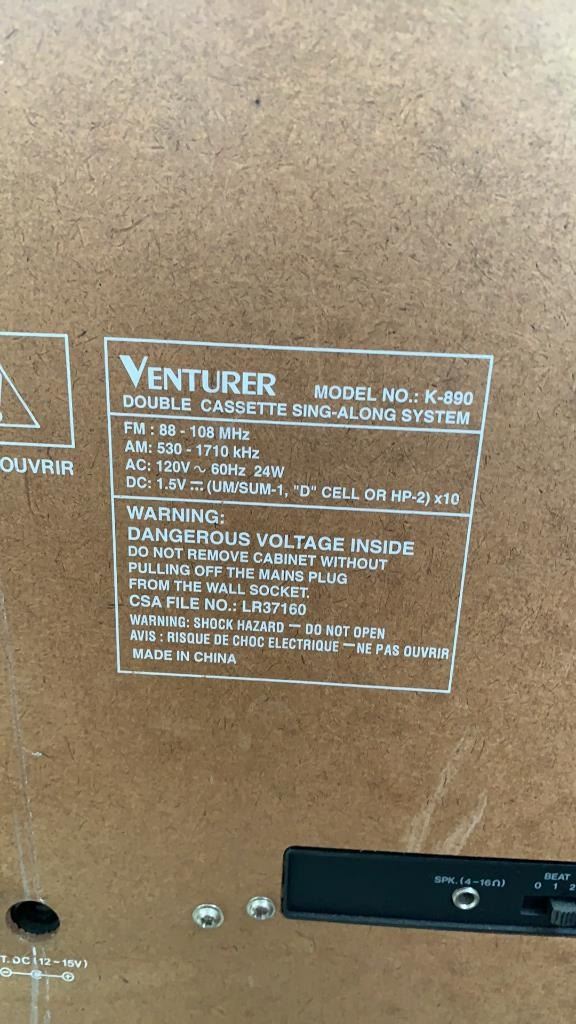 VENTURER MODEL NO.: K-890
DOUBLE CASSETTE SING-ALONG SYSTEM
FM : 88 - 108 MHz
AM: 530 - 1710 kHz
AC: 120V ∼ 60Hz 24W
DC: 1.5V ⎓ (UM/SUM-1, "D" CELL OR HP-2) x10
OUVRIR
WARNING:
DANGEROUS VOLTAGE INSIDE
DO NOT REMOVE CABINET WITHOUT
PULLING OFF THE MAINS PLUG
FROM THE WALL SOCKET.
CSA FILE NO.: LR37160
WARNING: SHOCK HAZARD — DO NOT OPEN
AVIS : RISQUE DE CHOC ELECTRIQUE — NE PAS OUVRIR
MADE IN CHINA
SPK. (4-16Ω)
BEAT
0 1 2
T. DC (12-15V)